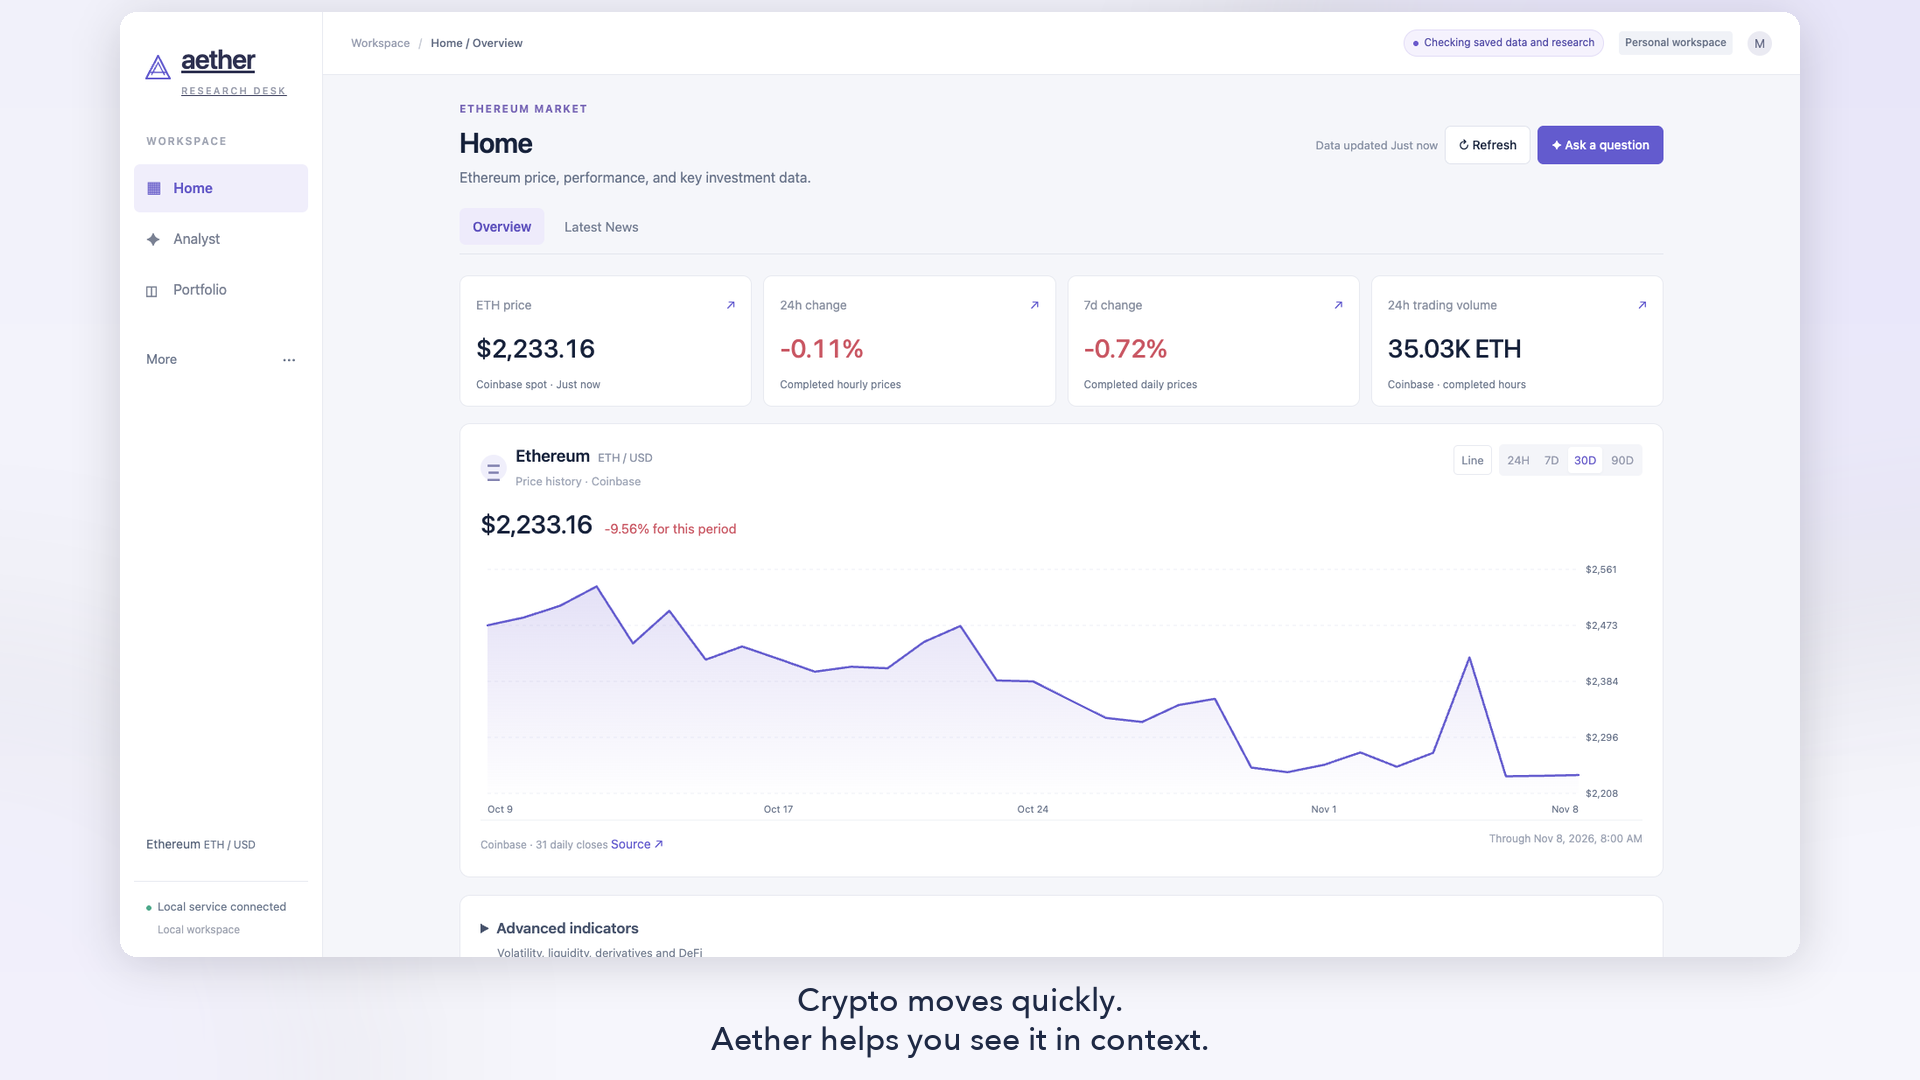 aether
RESEARCH DESK
WORKSPACE
Home
Analyst
Portfolio
More
Ethereum ETH / USD
Local service connected
Local workspace
Workspace / Home / Overview
Checking saved data and research
Personal workspace
M
ETHEREUM MARKET
Home
Ethereum price, performance, and key investment data.
Data updated Just now
Refresh
Ask a question
Overview
Latest News
ETH price
$2,233.16
Coinbase spot · Just now
24h change
-0.11%
Completed hourly prices
7d change
-0.72%
Completed daily prices
24h trading volume
35.03K ETH
Coinbase · completed hours
Ethereum ETH / USD
Price history · Coinbase
Line
24H 7D 30D 90D
$2,233.16 -9.56% for this period
$2,561
$2,473
$2,384
$2,296
$2,208
Oct 9 Oct 17 Oct 24 Nov 1 Nov 8
Coinbase · 31 daily closes Source ↗
Through Nov 8, 2026, 8:00 AM
Advanced indicators
Volatility, liquidity, derivatives and DeFi
Crypto moves quickly.
Aether helps you see it in context.